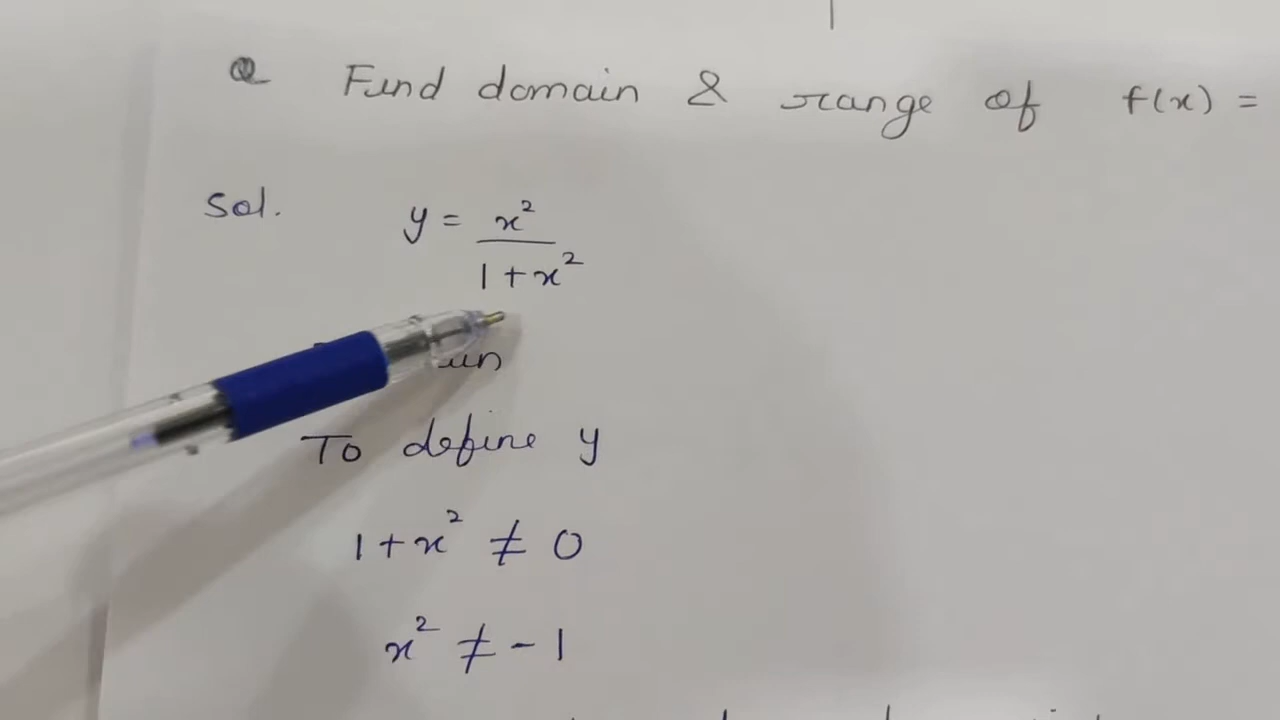 Q Find domain & range of f(x) =
Sol. y = x²/1+x²
To define y
1+x² ≠ 0
x² ≠ -1